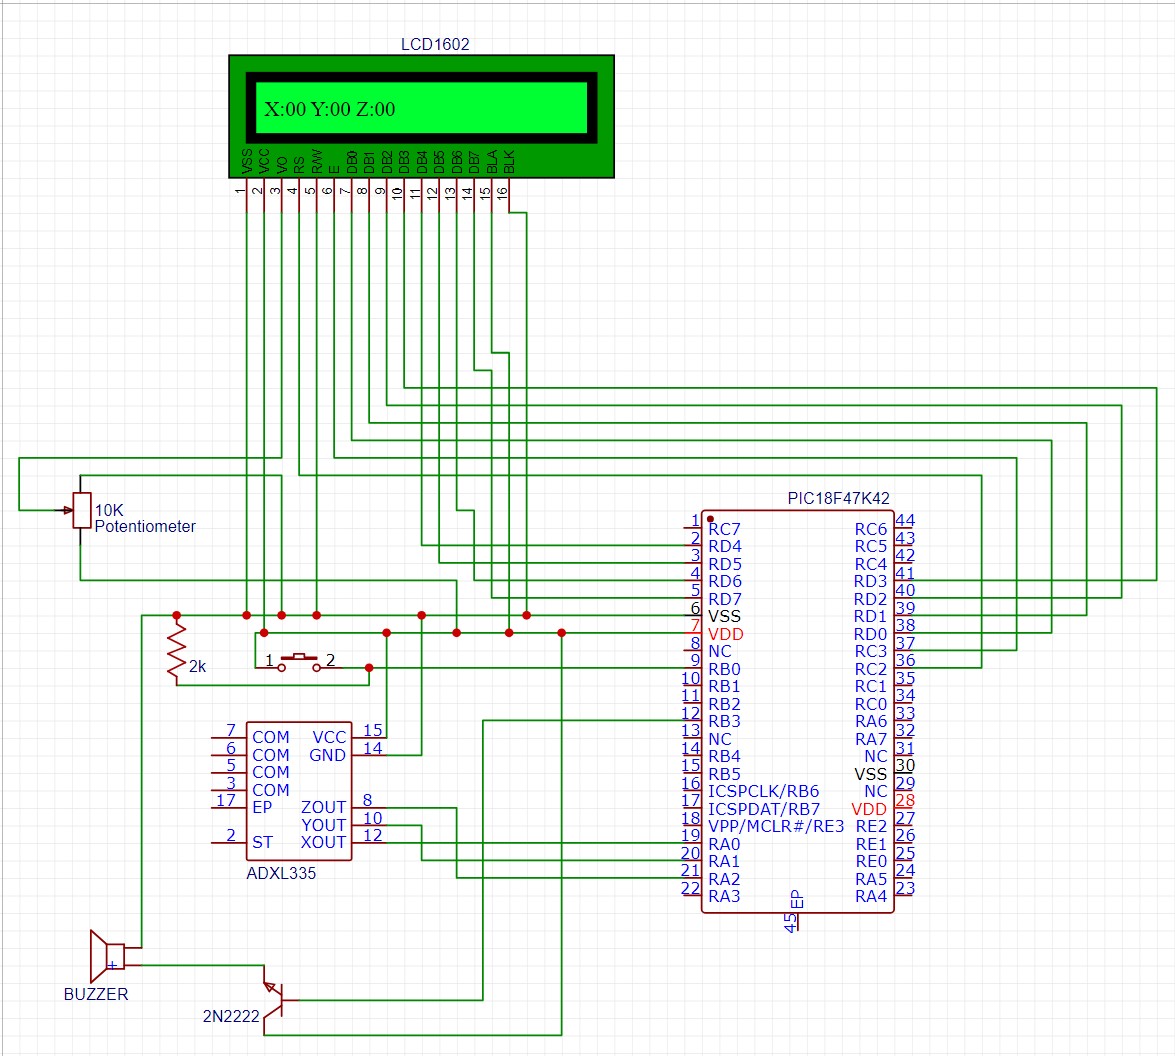 LCD1602
X:00 Y:00 Z:00
VSS VCC VO RS R/W E DB0 DB1 DB2 DB3 DB4 DB5 DB6 DB7 BLA BLK
1 2 3 4 5 6 7 8 9 10 11 12 13 14 15 16
10K
Potentiometer
PIC18F47K42
1 RC7 RC6 44
2 RD4 RC5 43
3 RD5 RC4 42
4 RD6 RD3 41
5 RD7 RD2 40
6 VSS RD1 39
7 VDD RD0 38
8 NC RC3 37
9 RB0 RC2 36
10 RB1 RC1 35
11 RB2 RC0 34
12 RB3 RA6 33
13 NC RA7 32
14 RB4 NC 31
15 RB5 VSS 30
16 ICSPCLK/RB6 NC 29
17 ICSPDAT/RB7 VDD 28
18 VPP/MCLR#/RE3 RE2 27
19 RA0 RE1 26
20 RA1 RE0 25
21 RA2 RA5 24
22 RA3 RA4 23
45 EP
1 2
2k
7 COM VCC 15
6 COM GND 14
5 COM
3 COM
17 EP ZOUT 8
YOUT 10
2 ST XOUT 12
ADXL335
+
BUZZER
2N2222